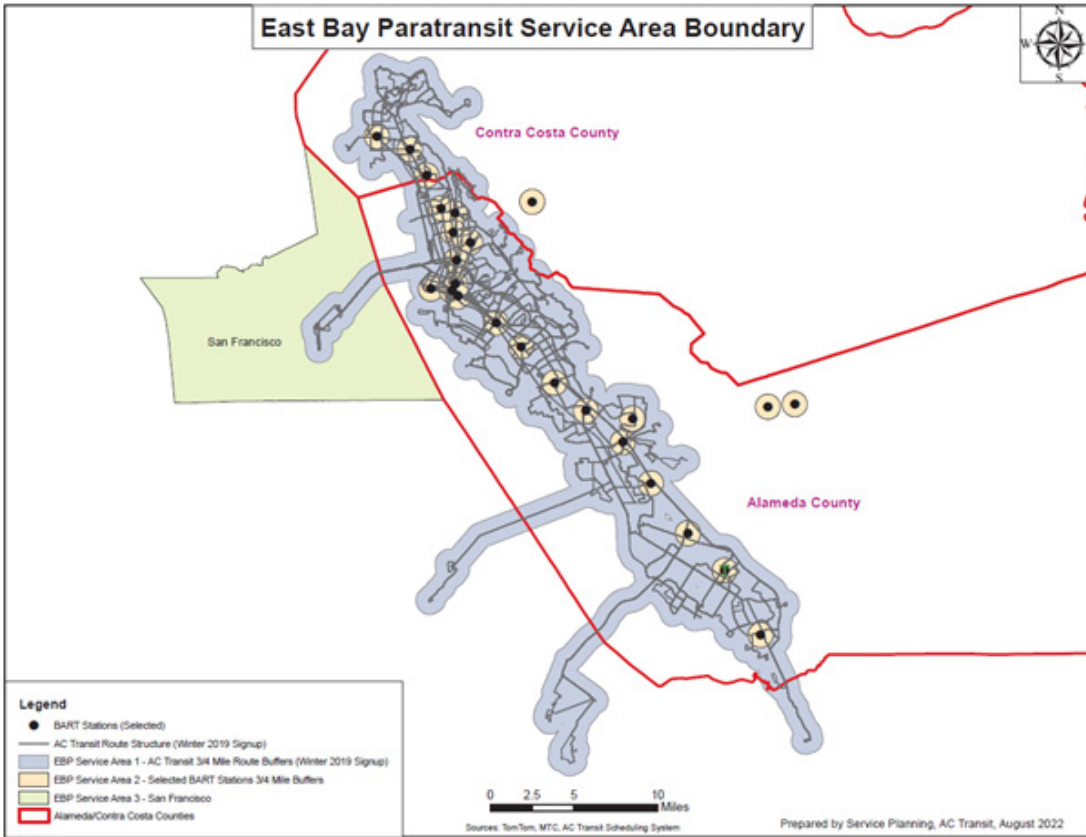 East Bay Paratransit Service Area Boundary
N
W
E
S
Contra Costa County
San Francisco
Alameda County
Legend
BART Stations (Selected)
AC Transit Route Structure (Winter 2019 Signup)
EBP Service Area 1 - AC Transit 3/4 Mile Route Buffers (Winter 2019 Signup)
EBP Service Area 2 - Selected BART Stations 3/4 Mile Buffers
EBP Service Area 3 - San Francisco
Alameda/Contra Costa Counties
0 2.5 5 10
Miles
Sources: TomTom, MTC, AC Transit Scheduling System
Prepared by Service Planning, AC Transit, August 2022